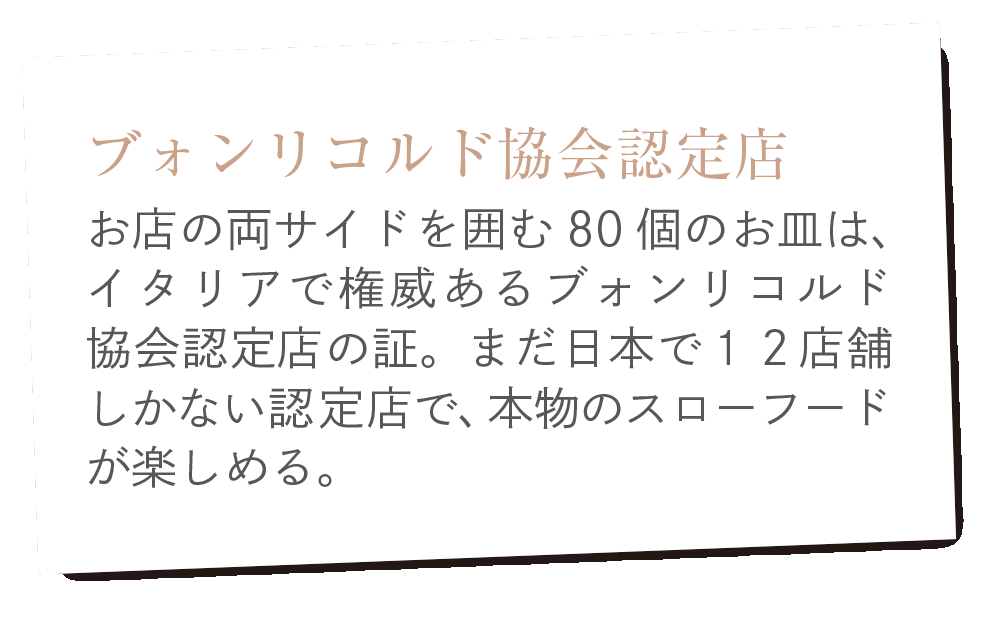 ブォンリコルド協会認定店
お店の両サイドを囲む80個のお皿は、
イタリアで権威あるブォンリコルド
協会認定店の証。まだ日本で12店舗
しかない認定店で、本物のスローフード
が楽しめる。